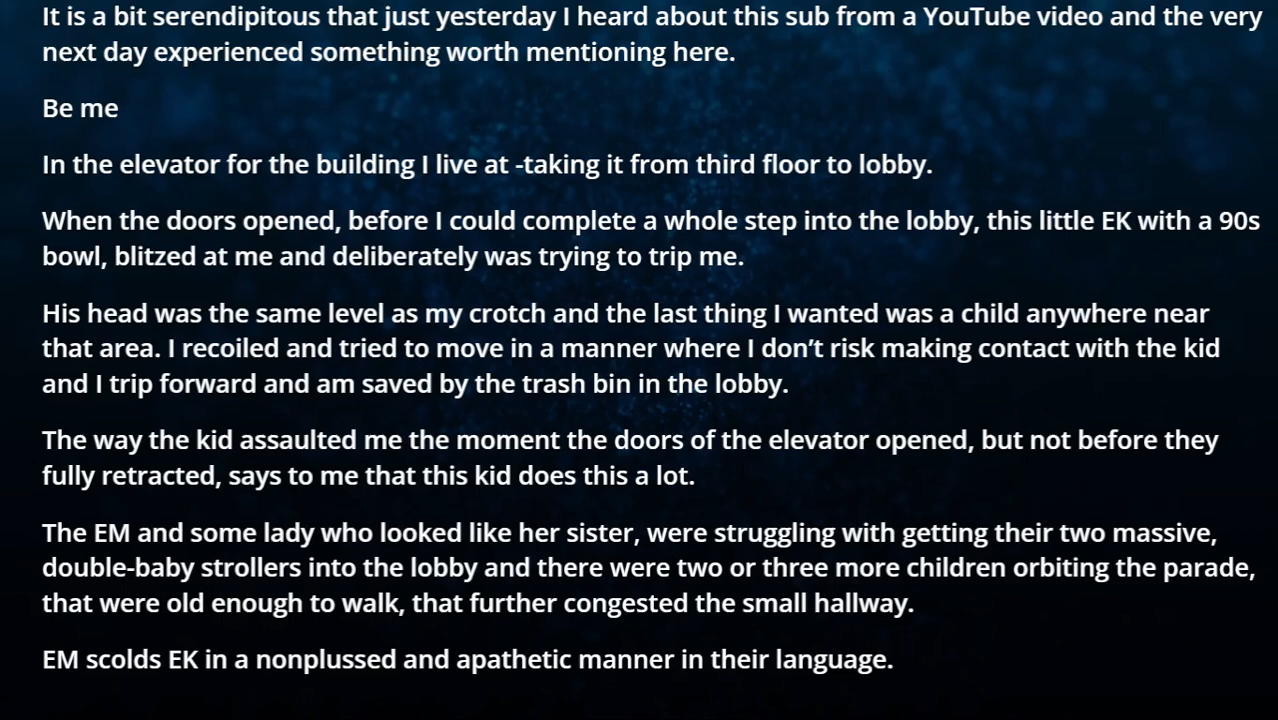 It is a bit serendipitous that just yesterday I heard about this sub from a YouTube video and the very
next day experienced something worth mentioning here.
Be me
In the elevator for the building I live at -taking it from third floor to lobby.
When the doors opened, before I could complete a whole step into the lobby, this little EK with a 90s
bowl, blitzed at me and deliberately was trying to trip me.
His head was the same level as my crotch and the last thing I wanted was a child anywhere near
that area. I recoiled and tried to move in a manner where I don’t risk making contact with the kid
and I trip forward and am saved by the trash bin in the lobby.
The way the kid assaulted me the moment the doors of the elevator opened, but not before they
fully retracted, says to me that this kid does this a lot.
The EM and some lady who looked like her sister, were struggling with getting their two massive,
double-baby strollers into the lobby and there were two or three more children orbiting the parade,
that were old enough to walk, that further congested the small hallway.
EM scolds EK in a nonplussed and apathetic manner in their language.